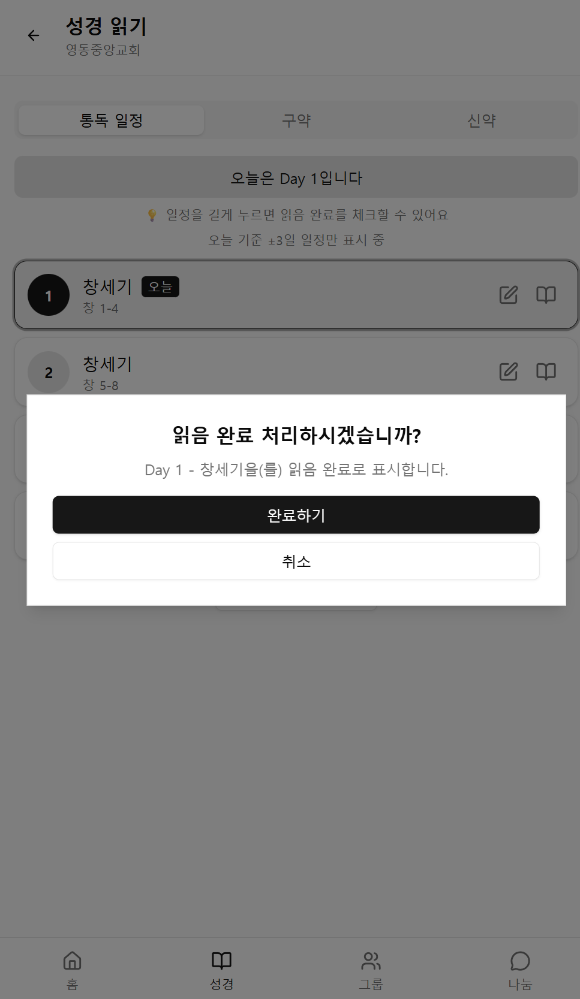 성경 읽기
영동중앙교회
통독 일정
구약
신약
오늘은 Day 1입니다
💡 일정을 길게 누르면 읽음 완료를 체크할 수 있어요
오늘 기준 ±3일 일정만 표시 중
1
창세기 오늘
창 1-4
2
창세기
창 5-8
읽음 완료 처리하시겠습니까?
Day 1 - 창세기을(를) 읽음 완료로 표시합니다.
완료하기
취소
홈
성경
그룹
나눔